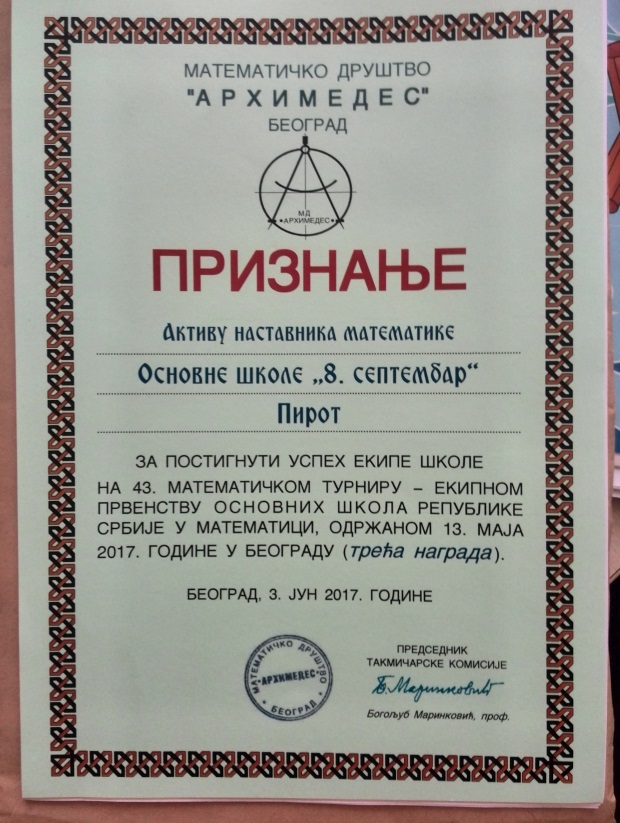 МАТЕМАТИЧКО ДРУШТВО
"АРХИМЕДЕС"
БЕОГРАД
МД
•АРХИМЕДЕС•
ПРИЗНАЊЕ
Активу наставника математике
Основне школе „8. септембар“
Пирот
ЗА ПОСТИГНУТИ УСПЕХ ЕКИПЕ ШКОЛЕ
НА 43. МАТЕМАТИЧКОМ ТУРНИРУ – ЕКИПНОМ
ПРВЕНСТВУ ОСНОВНИХ ШКОЛА РЕПУБЛИКЕ
СРБИЈЕ У МАТЕМАТИЦИ, ОДРЖАНОМ 13. МАЈА
2017. ГОДИНЕ У БЕОГРАДУ (трећа награда).
БЕОГРАД, 3. ЈУН 2017. ГОДИНЕ
МАТЕМАТИЧКО ДРУШТВО
"АРХИМЕДЕС"
• БЕОГРАД •
ПРЕДСЕДНИК
ТАКМИЧАРСКЕ КОМИСИЈЕ
Б. Маринковић
Богољуб Маринковић, проф.